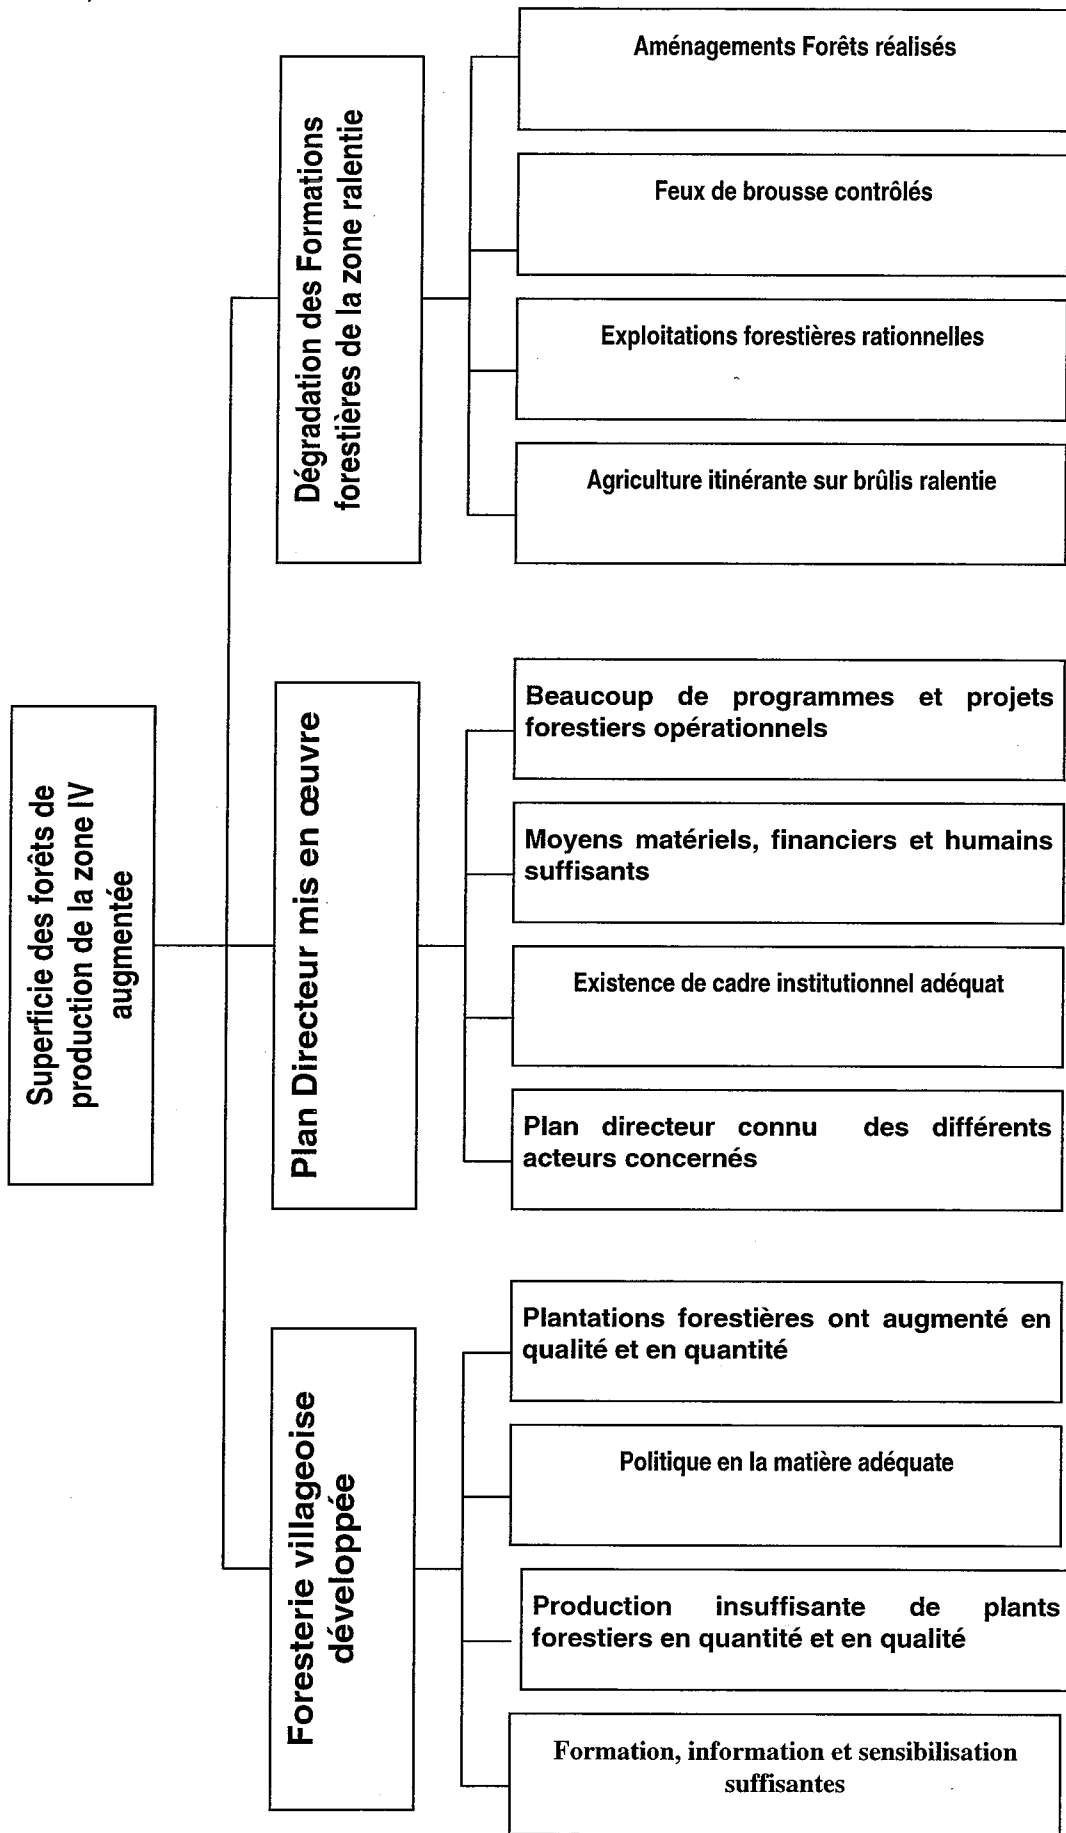 Superficie des forêts de
production de la zone IV
augmentée
Dégradation des Formations
forestières de la zone ralentie
Aménagements Forêts réalisés
Feux de brousse contrôlés
Exploitations forestières rationnelles
Agriculture itinérante sur brûlis ralentie
Plan Directeur mis en œuvre
Beaucoup de programmes et projets
forestiers opérationnels
Moyens matériels, financiers et humains
suffisants
Existence de cadre institutionnel adéquat
Plan directeur connu des différents
acteurs concernés
Foresterie villageoise
développée
Plantations forestières ont augmenté en
qualité et en quantité
Politique en la matière adéquate
Production insuffisante de plants
forestiers en quantité et en qualité
Formation, information et sensibilisation
suffisantes